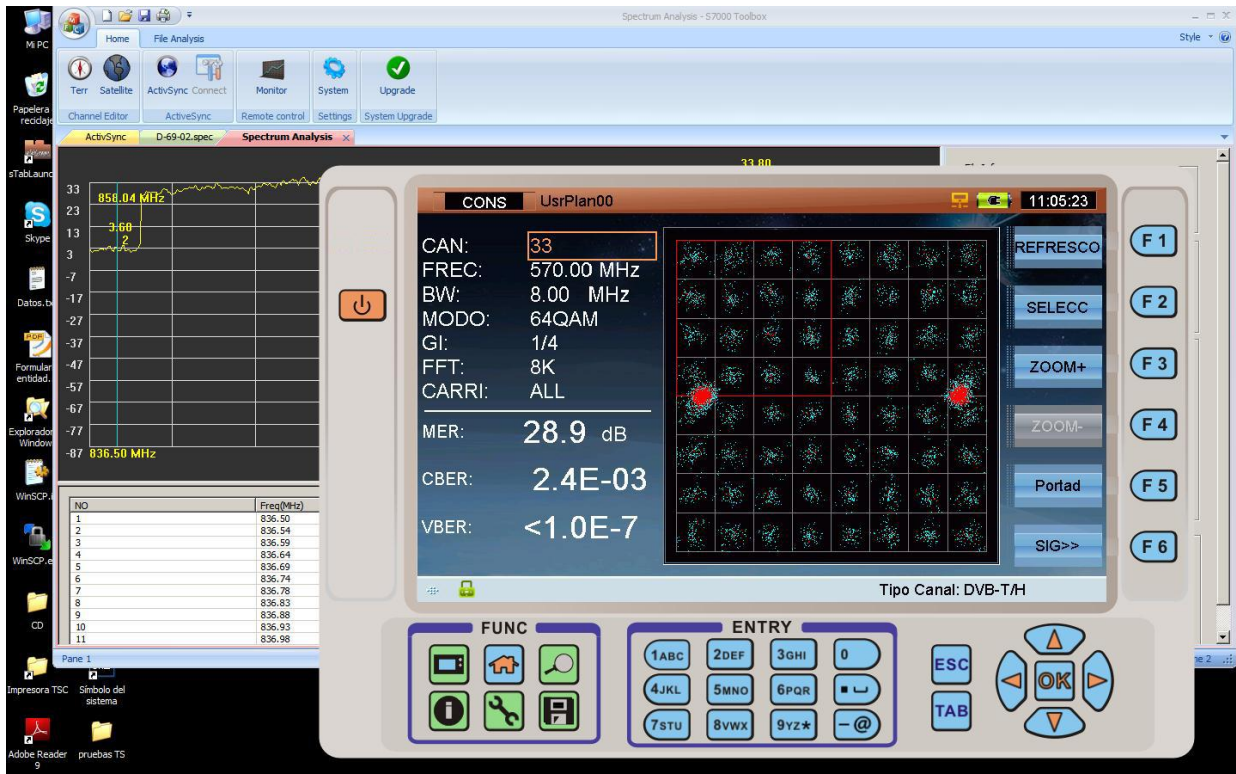 Spectrum Analysis - S7000 Toolbox
Home File Analysis
Style
Terr Satellite ActivSync Connect Monitor System Upgrade
Channel Editor ActiveSync Remote control Settings System Upgrade
ActivSync D-69-02.spec Spectrum Analysis
Mi PC
Papelera
reciclaje
sTabLaunc
Skype
Datos.tx
Formular
entidad.
Explorador
Window
WinSCP.e
CD
Impresora TSC
Símbolo del
sistema
Adobe Reader
9
pruebas TS
33.80
858.04 MHz
3.60
2
33
23
13
3
-7
-17
-27
-37
-47
-57
-67
-77
-87 836.50 MHz
NO Freq(MHz)
1 836.50
2 836.54
3 836.59
4 836.64
5 836.69
6 836.74
7 836.78
8 836.83
9 836.88
10 836.93
11 836.98
Pane 1
CONS UsrPlan00 11:05:23
CAN: 33
FREC: 570.00 MHz
BW: 8.00 MHz
MODO: 64QAM
GI: 1/4
FFT: 8K
CARRI: ALL
MER: 28.9 dB
CBER: 2.4E-03
VBER: <1.0E-7
REFRESCO
SELECC
ZOOM+
ZOOM-
Portad
SIG>>
Tipo Canal: DVB-T/H
F1
F2
F3
F4
F5
F6
FUNC
ENTRY
1ABC 2DEF 3GHI 0
4JKL 5MNO 6PQR
7STU 8VWX 9YZ* -@
ESC
TAB
OK